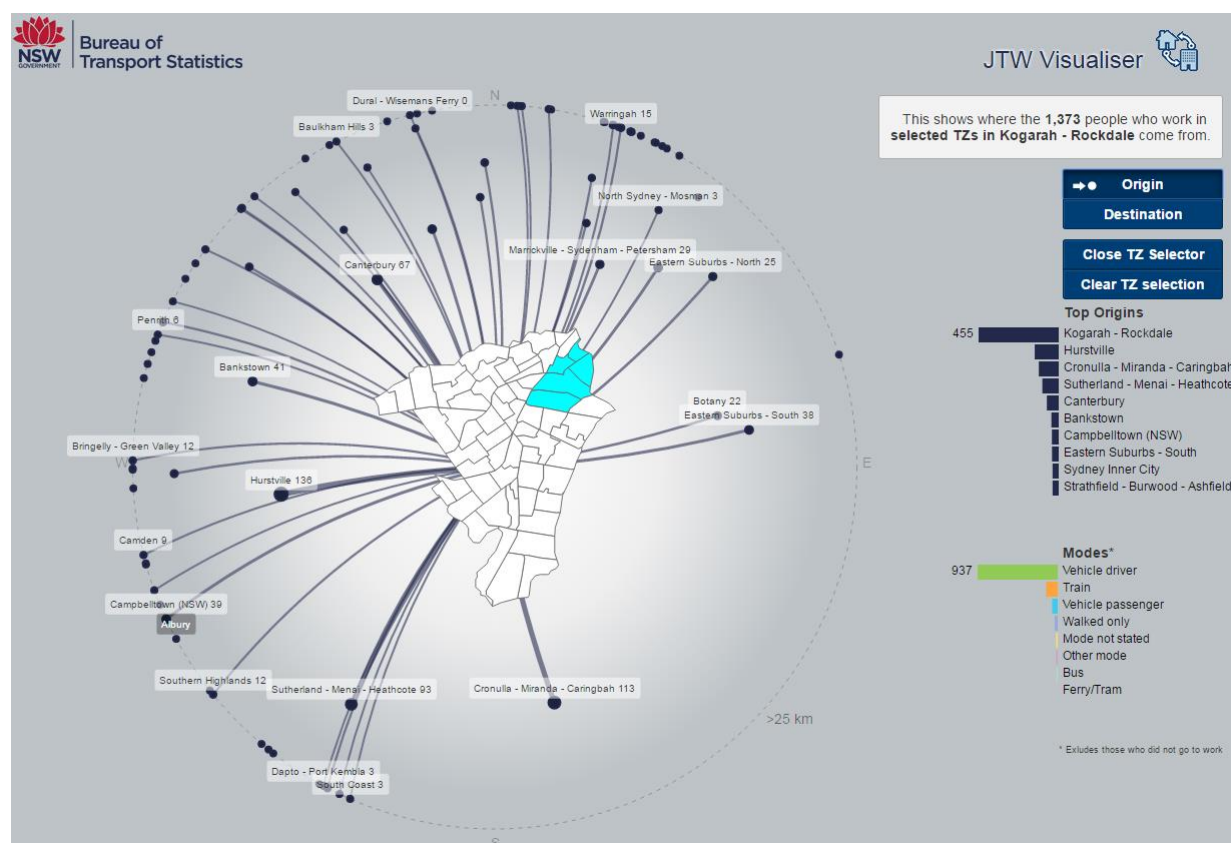 NSW
GOVERNMENT
Bureau of
Transport Statistics
JTW Visualiser
This shows where the 1,373 people who work in
selected TZs in Kogarah - Rockdale come from.
Origin
Destination
Close TZ Selector
Clear TZ selection
Top Origins
455
Kogarah - Rockdale
Hurstville
Cronulla - Miranda - Caringbah
Sutherland - Menai - Heathcote
Canterbury
Bankstown
Campbelltown (NSW)
Eastern Suburbs - South
Sydney Inner City
Strathfield - Burwood - Ashfield
Modes*
937
Vehicle driver
Train
Vehicle passenger
Walked only
Mode not stated
Other mode
Bus
Ferry/Tram
* Exludes those who did not go to work
N
Dural - Wisemans Ferry 0
Warringah 15
Baulkham Hills 3
North Sydney - Mosman 3
Marrickville - Sydenham - Petersham 29
Canterbury 67
Eastern Suburbs - North 25
Penrith 6
Bankstown 41
Botany 22
Eastern Suburbs - South 38
Bringelly - Green Valley 12
W
E
Hurstville 136
Camden 9
Campbelltown (NSW) 39
Albury
Southern Highlands 12
Sutherland - Menai - Heathcote 93
Cronulla - Miranda - Caringbah 113
>25 km
Dapto - Port Kembla 3
South Coast 3
S